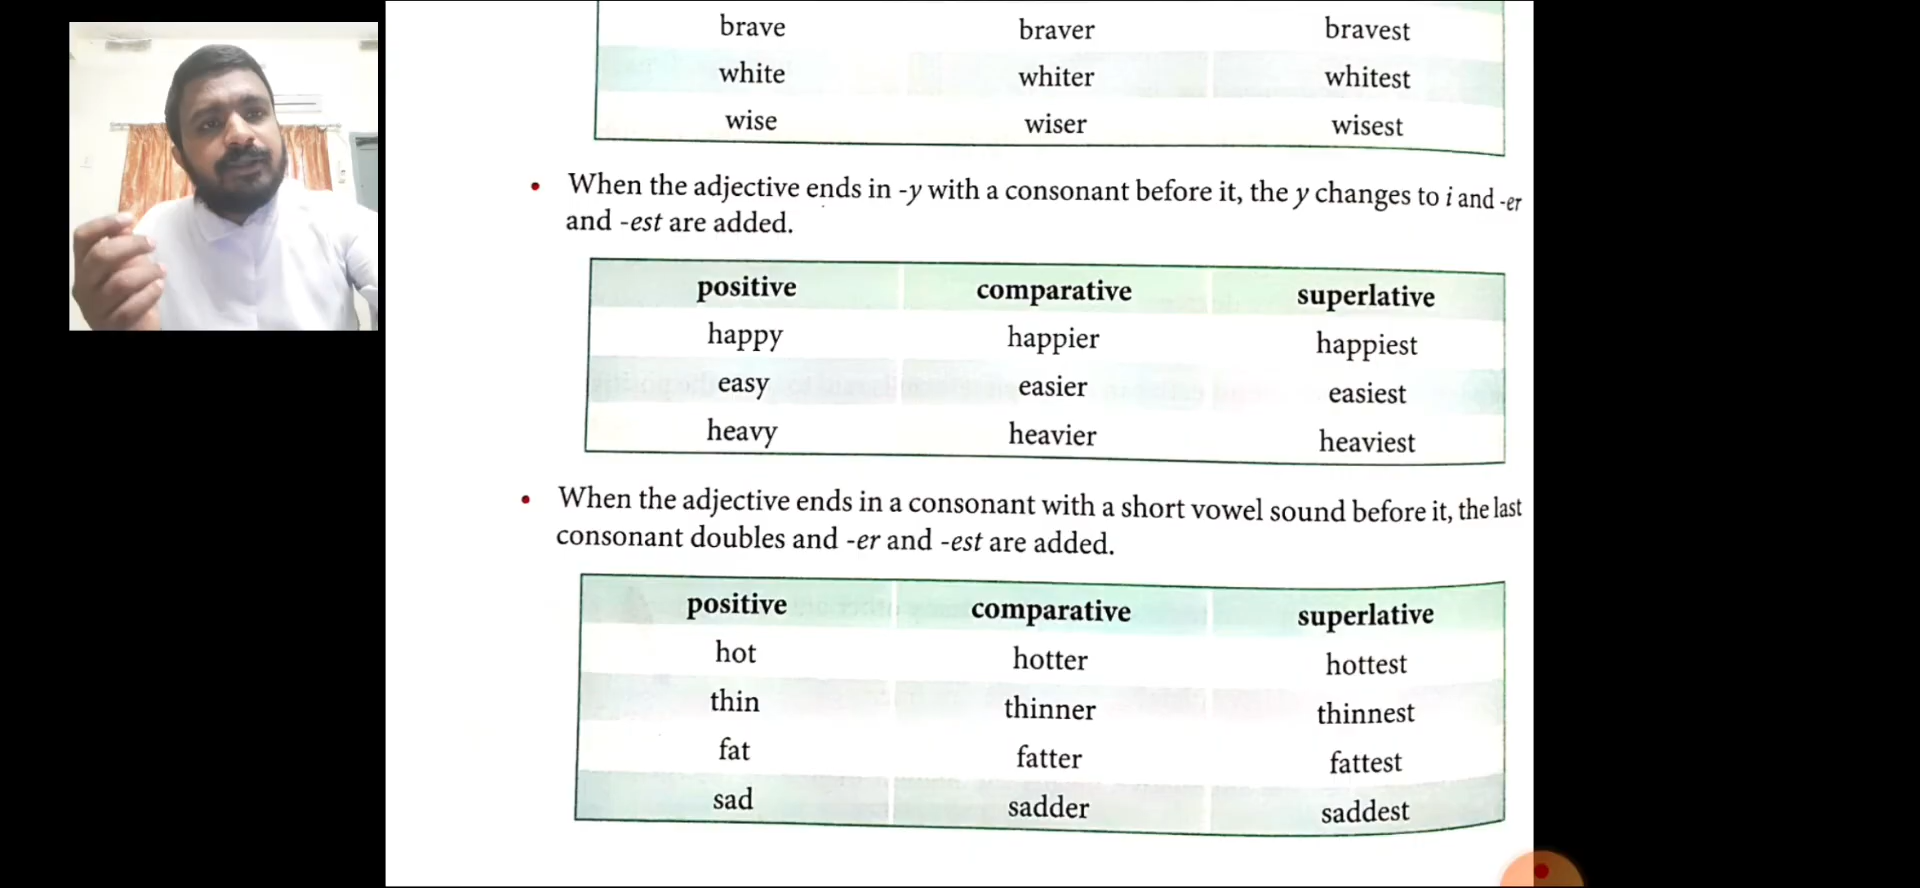 brave braver bravest
white whiter whitest
wise wiser wisest
• When the adjective ends in -y with a consonant before it, the y changes to i and -er
and -est are added.
positive comparative superlative
happy happier happiest
easy easier easiest
heavy heavier heaviest
• When the adjective ends in a consonant with a short vowel sound before it, the last
consonant doubles and -er and -est are added.
positive comparative superlative
hot hotter hottest
thin thinner thinnest
fat fatter fattest
sad sadder saddest